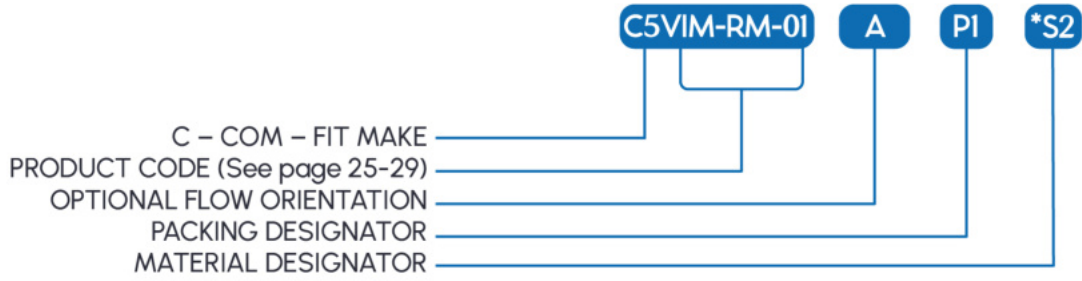 C5VIM-RM-01 A P1 *S2
C – COM – FIT MAKE
PRODUCT CODE (See page 25-29)
OPTIONAL FLOW ORIENTATION
PACKING DESIGNATOR
MATERIAL DESIGNATOR